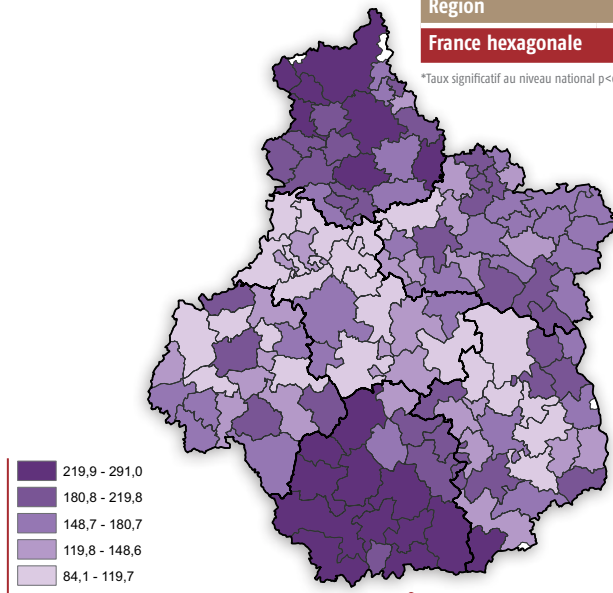 Région
France hexagonale
*Taux significatif au niveau national p<
219,9 - 291,0
180,8 - 219,8
148,7 - 180,7
119,8 - 148,6
84,1 - 119,7